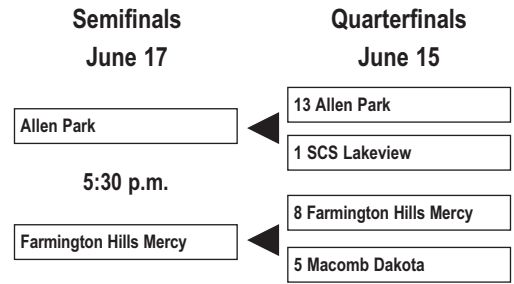 Semifinals
June 17
Quarterfinals
June 15
13 Allen Park
Allen Park
1 SCS Lakeview
5:30 p.m.
8 Farmington Hills Mercy
Farmington Hills Mercy
5 Macomb Dakota